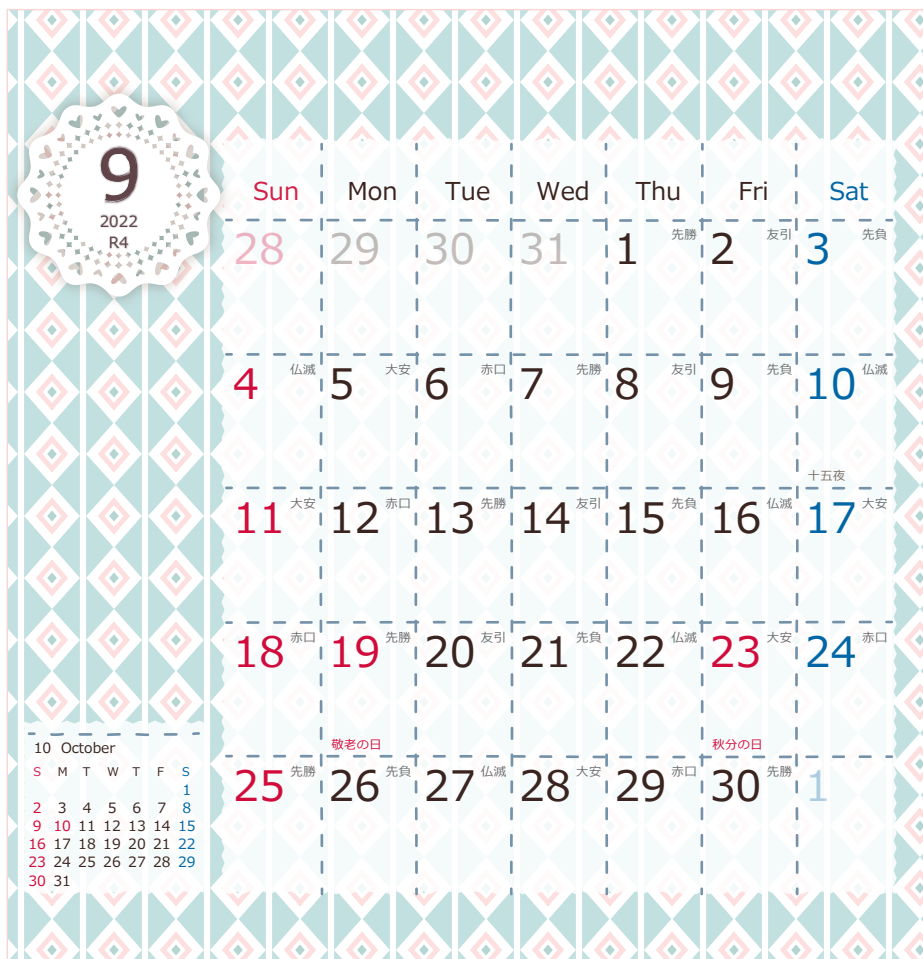 9
2022
R4
Sun Mon Tue Wed Thu Fri Sat
28 29 30 31 1 先勝 2 友引 3 先負
4 仏滅 5 大安 6 赤口 7 先勝 8 友引 9 先負 10 仏滅
十五夜
11 大安 12 赤口 13 先勝 14 友引 15 先負 16 仏滅 17 大安
18 赤口 19 先勝 20 友引 21 先負 22 仏滅 23 大安 24 赤口
敬老の日 秋分の日
25 先勝 26 先負 27 仏滅 28 大安 29 赤口 30 先勝 1
10 October
S M T W T F S
1
2 3 4 5 6 7 8
9 10 11 12 13 14 15
16 17 18 19 20 21 22
23 24 25 26 27 28 29
30 31